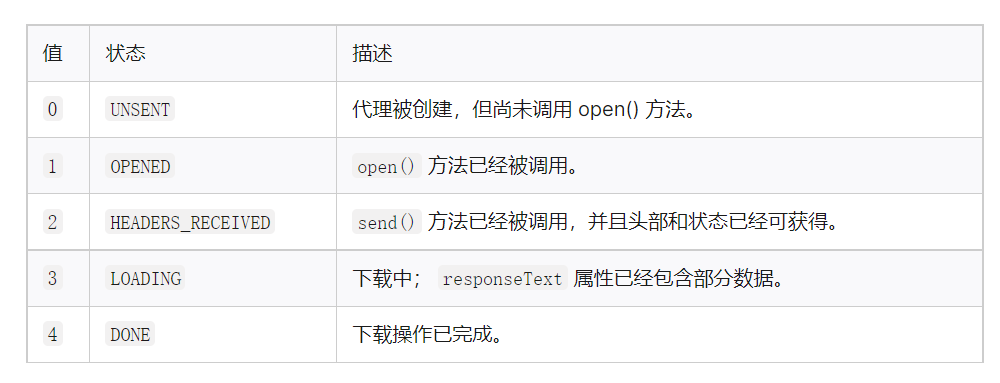 值 状态 描述
0 UNSENT 代理被创建，但尚未调用 open() 方法。
1 OPENED open() 方法已经被调用。
2 HEADERS_RECEIVED send() 方法已经被调用，并且头部和状态已经可获得。
3 LOADING 下载中； responseText 属性已经包含部分数据。
4 DONE 下载操作已完成。